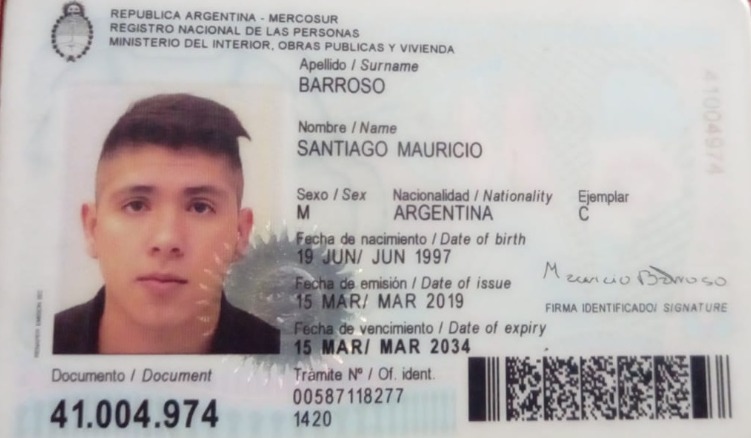 REPUBLICA ARGENTINA - MERCOSUR
REGISTRO NACIONAL DE LAS PERSONAS
MINISTERIO DEL INTERIOR, OBRAS PUBLICAS Y VIVIENDA
Apellido / Surname
BARROSO
Nombre / Name
SANTIAGO MAURICIO
Sexo / Sex Nacionalidad / Nationality Ejemplar
M ARGENTINA C
Fecha de nacimiento / Date of birth
19 JUN/ JUN 1997
Fecha de emisión / Date of issue
15 MAR/ MAR 2019
Mauricio Barroso
FIRMA IDENTIFICADO/ SIGNATURE
Fecha de vencimiento / Date of expiry
15 MAR/ MAR 2034
Documento / Document
41.004.974
Trámite Nº / Of. ident.
00587118277
1420
41004974